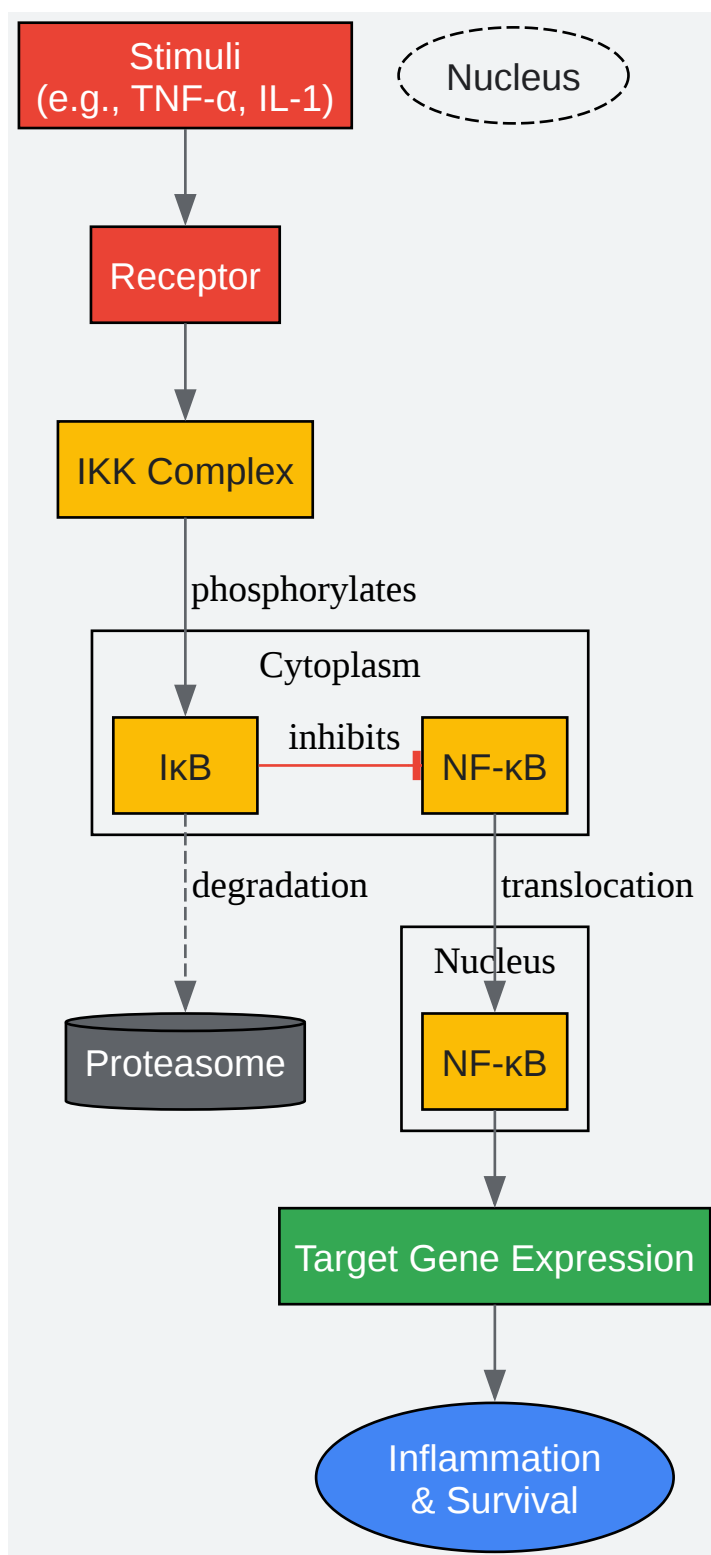 Stimuli
(e.g., TNF-α, IL-1)
Nucleus
Receptor
IKK Complex
phosphorylates
Cytoplasm
IκB
inhibits
NF-κB
degradation
translocation
Nucleus
Proteasome
NF-κB
Target Gene Expression
Inflammation
& Survival